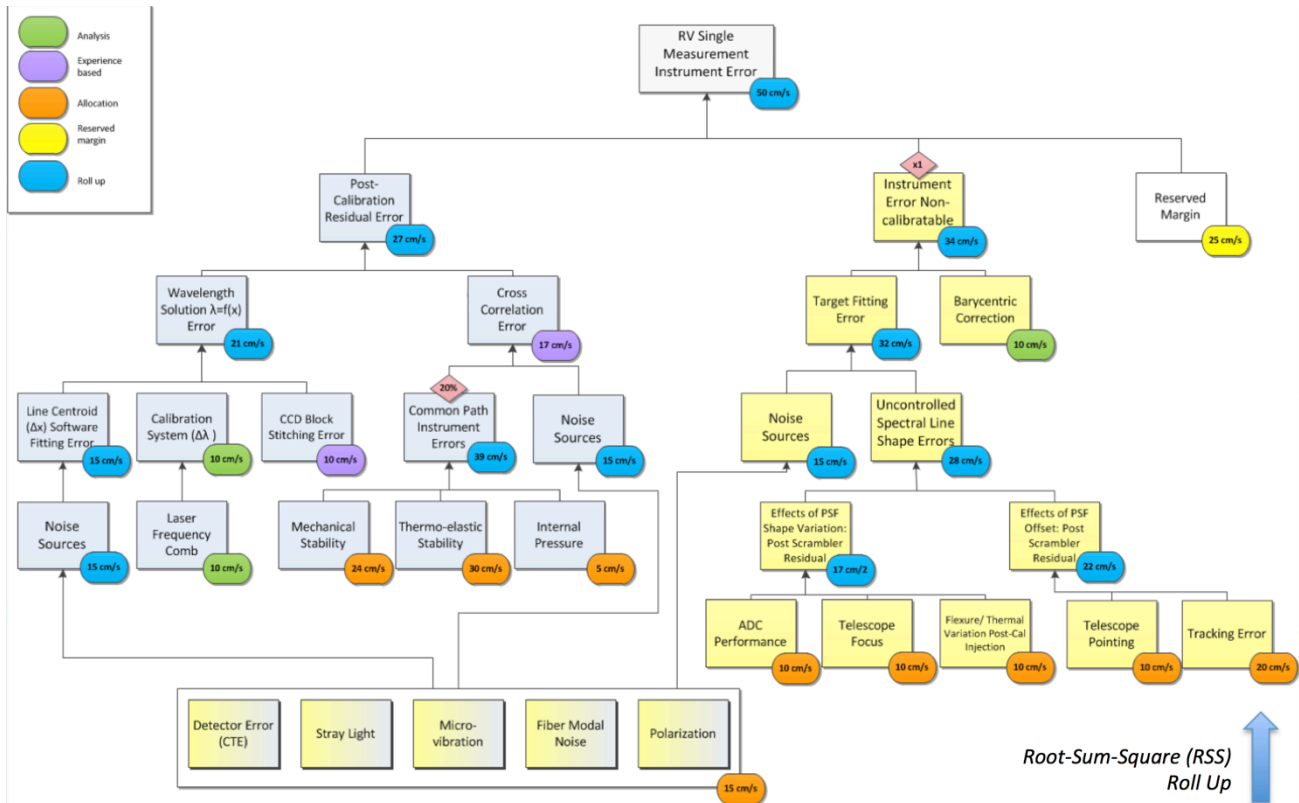 Analysis
Experience
based
Allocation
Reserved
margin
Roll up
RV Single
Measurement
Instrument Error
50 cm/s
Post-
Calibration
Residual Error
27 cm/s
x1
Instrument
Error Non-
calibratable
34 cm/s
Reserved
Margin
25 cm/s
Wavelength
Solution λ=f(x)
Error
21 cm/s
Cross
Correlation
Error
17 cm/s
Target Fitting
Error
32 cm/s
Barycentric
Correction
10 cm/s
Line Centroid
(Δx) Software
Fitting Error
15 cm/s
Calibration
System (Δλ )
10 cm/s
CCD Block
Stitching Error
10 cm/s
20%
Common Path
Instrument
Errors
39 cm/s
Noise
Sources
15 cm/s
Noise
Sources
15 cm/s
Uncontrolled
Spectral Line
Shape Errors
28 cm/s
Noise
Sources
15 cm/s
Laser
Frequency
Comb
10 cm/s
Mechanical
Stability
24 cm/s
Thermo-elastic
Stability
30 cm/s
Internal
Pressure
5 cm/s
Effects of PSF
Shape Variation:
Post Scrambler
Residual
17 cm/2
Effects of PSF
Offset: Post
Scrambler
Residual
22 cm/s
ADC
Performance
10 cm/s
Telescope
Focus
10 cm/s
Flexure/ Thermal
Variation Post-Cal
Injection
10 cm/s
Telescope
Pointing
10 cm/s
Tracking Error
20 cm/s
Detector Error
(CTE)
Stray Light
Micro-
vibration
Fiber Modal
Noise
Polarization
15 cm/s
Root-Sum-Square (RSS)
Roll Up